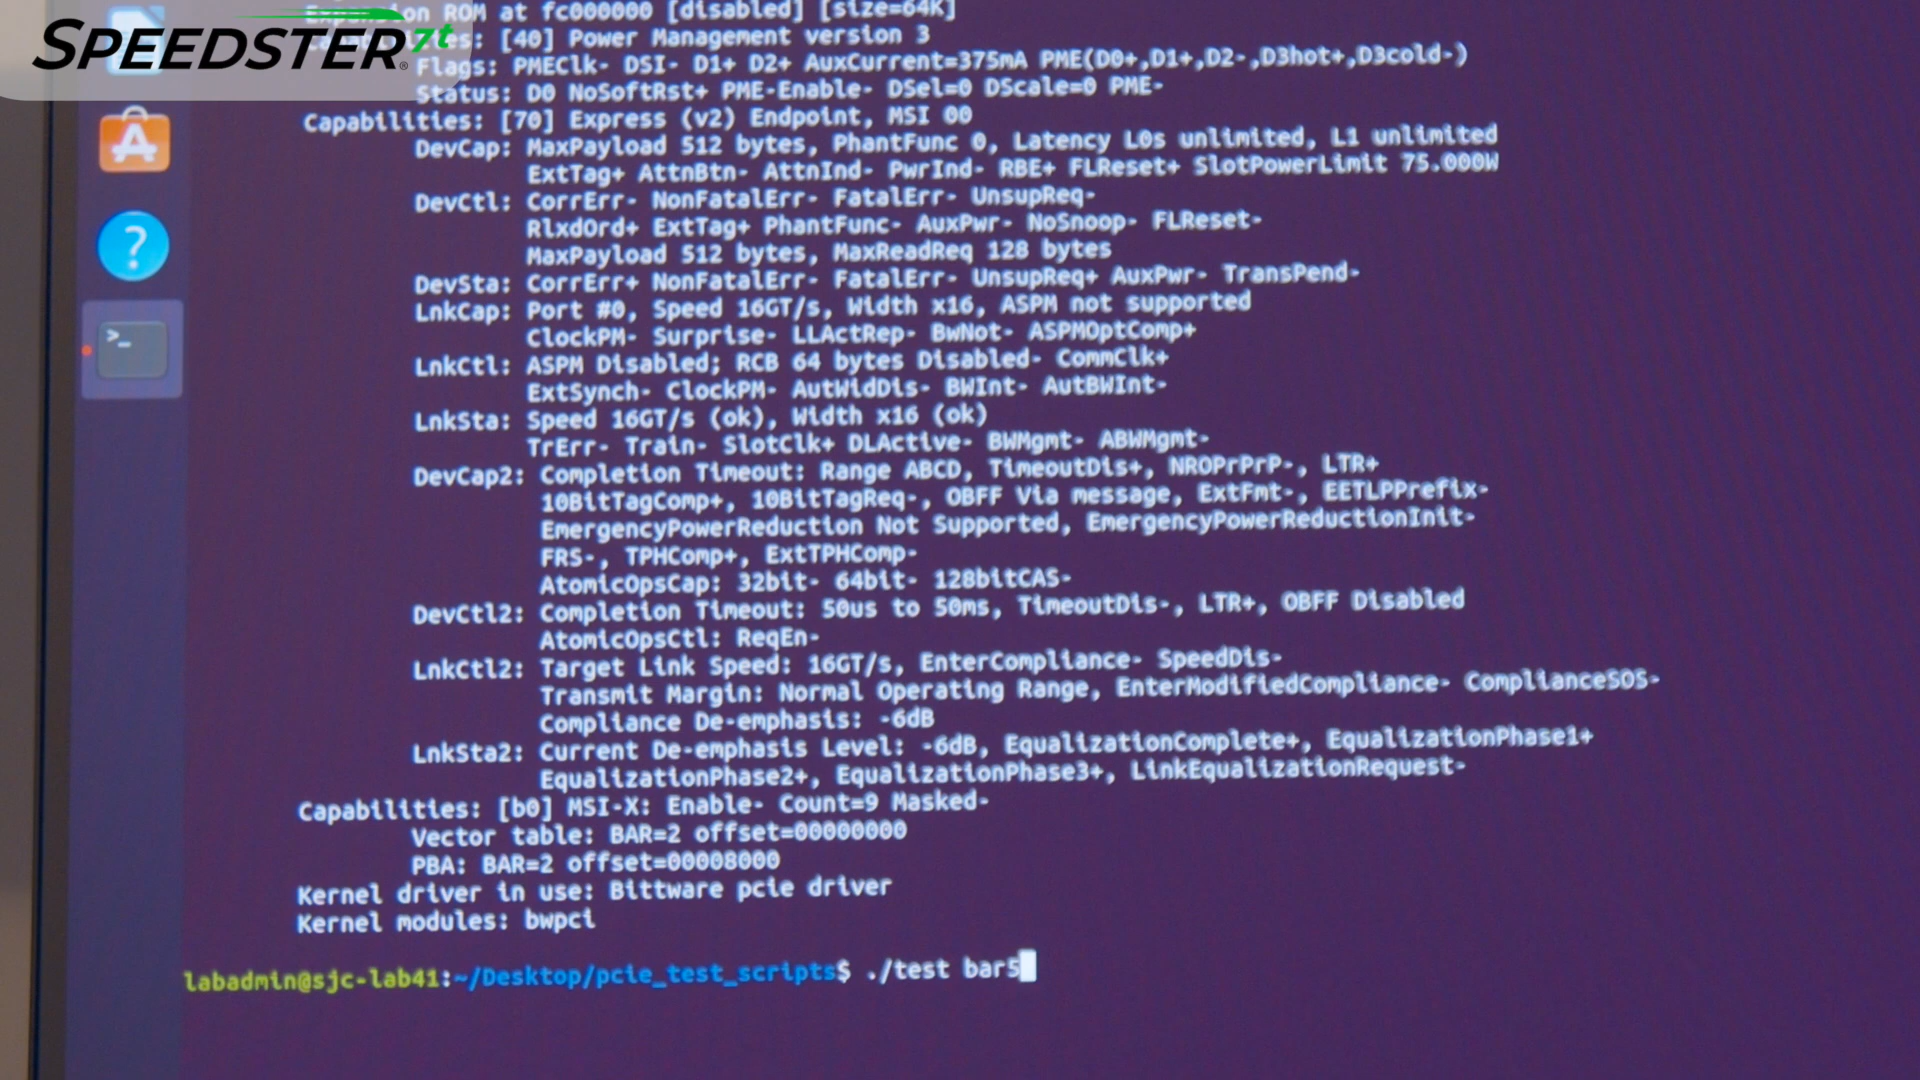 SPEEDSTER7t
Expansion ROM at fc000000 [disabled] [size=64K]
[40] Power Management version 3
Flags: PMEClk- DSI- D1+ D2+ AuxCurrent=375mA PME(D0+,D1+,D2-,D3hot+,D3cold-)
Status: D0 NoSoftRst+ PME-Enable- DSel=0 DScale=0 PME-
Capabilities: [70] Express (v2) Endpoint, MSI 00
DevCap: MaxPayload 512 bytes, PhantFunc 0, Latency L0s unlimited, L1 unlimited
ExtTag+ AttnBtn- AttnInd- PwrInd- RBE+ FLReset+ SlotPowerLimit 75.000W
DevCtl: CorrErr- NonFatalErr- FatalErr- UnsupReq-
RlxdOrd+ ExtTag+ PhantFunc- AuxPwr- NoSnoop- FLReset-
MaxPayload 512 bytes, MaxReadReq 128 bytes
DevSta: CorrErr+ NonFatalErr- FatalErr- UnsupReq+ AuxPwr- TransPend-
LnkCap: Port #0, Speed 16GT/s, Width x16, ASPM not supported
ClockPM- Surprise- LLActRep- BwNot- ASPMOptComp+
LnkCtl: ASPM Disabled; RCB 64 bytes Disabled- CommClk+
ExtSynch- ClockPM- AutWidDis- BWInt- AutBWInt-
LnkSta: Speed 16GT/s (ok), Width x16 (ok)
TrErr- Train- SlotClk+ DLActive- BWMgmt- ABWMgmt-
DevCap2: Completion Timeout: Range ABCD, TimeoutDis+, NROPrPrP-, LTR+
10BitTagComp+, 10BitTagReq-, OBFF Via message, ExtFmt-, EETLPPrefix-
EmergencyPowerReduction Not Supported, EmergencyPowerReductionInit-
FRS-, TPHComp+, ExtTPHComp-
AtomicOpsCap: 32bit- 64bit- 128bitCAS-
DevCtl2: Completion Timeout: 50us to 50ms, TimeoutDis-, LTR+, OBFF Disabled
AtomicOpsCtl: ReqEn-
LnkCtl2: Target Link Speed: 16GT/s, EnterCompliance- SpeedDis-
Transmit Margin: Normal Operating Range, EnterModifiedCompliance- ComplianceSOS-
Compliance De-emphasis: -6dB
LnkSta2: Current De-emphasis Level: -6dB, EqualizationComplete+, EqualizationPhase1+
EqualizationPhase2+, EqualizationPhase3+, LinkEqualizationRequest-
Capabilities: [b0] MSI-X: Enable- Count=9 Masked-
Vector table: BAR=2 offset=00000000
PBA: BAR=2 offset=00008000
Kernel driver in use: Bittware pcie driver
Kernel modules: bwpci
labadmin@sjc-lab41:~/Desktop/pcie_test_scripts$ ./test bar5